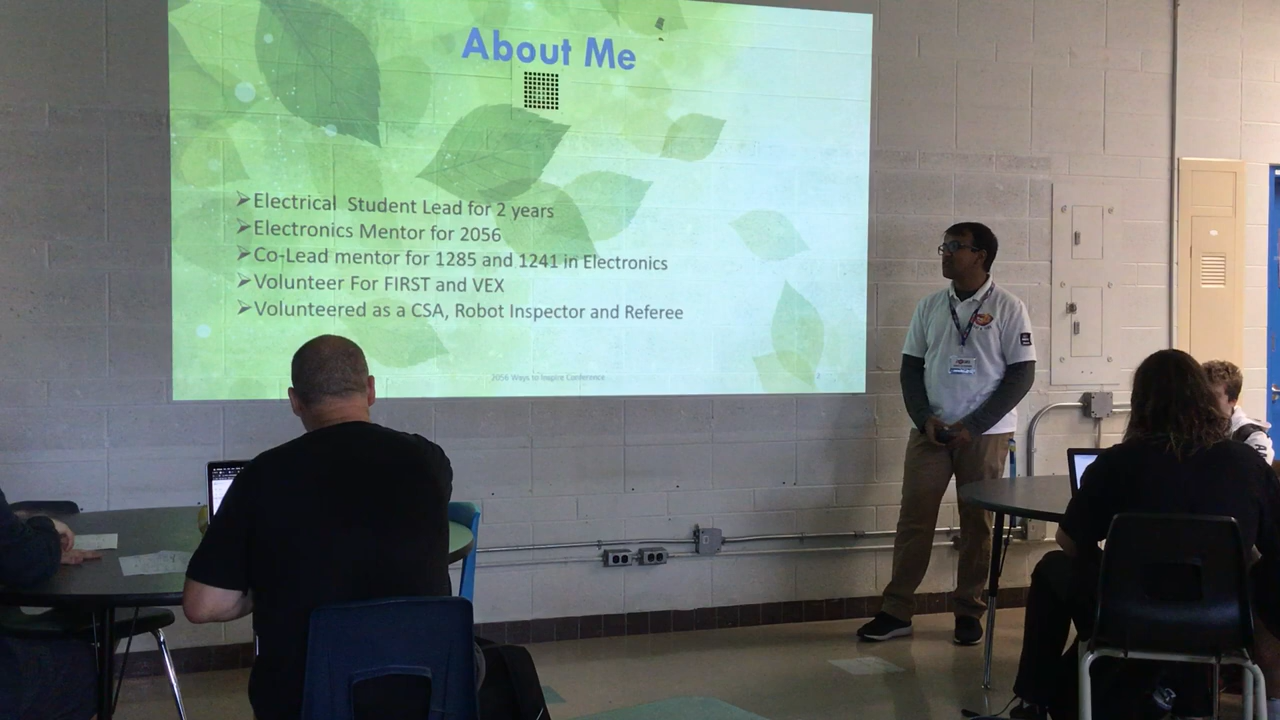 About Me
➢Electrical Student Lead for 2 years
➢Electronics Mentor for 2056
➢Co-Lead mentor for 1285 and 1241 in Electronics
➢Volunteer For FIRST and VEX
➢Volunteered as a CSA, Robot Inspector and Referee
2056 Ways to Inspire Conference
2